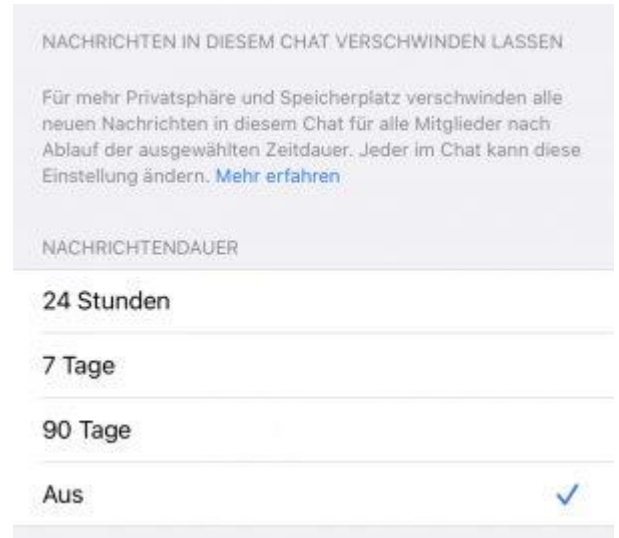 NACHRICHTEN IN DIESEM CHAT VERSCHWINDEN LASSEN
Für mehr Privatsphäre und Speicherplatz verschwinden alle
neuen Nachrichten in diesem Chat für alle Mitglieder nach
Ablauf der ausgewählten Zeitdauer. Jeder im Chat kann diese
Einstellung ändern. Mehr erfahren
NACHRICHTENDAUER
24 Stunden
7 Tage
90 Tage
Aus